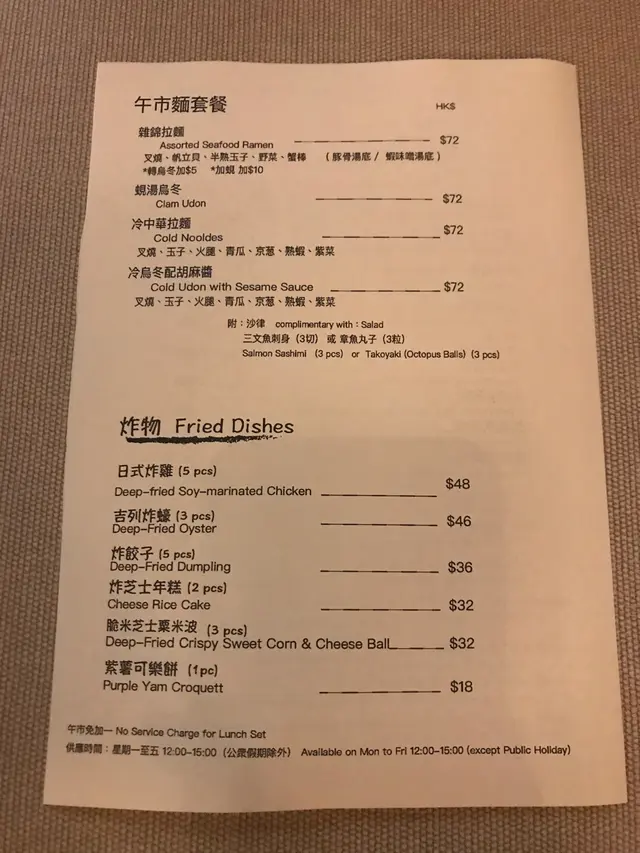 午市麵套餐 HK$
雜錦拉麵
Assorted Seafood Ramen $72
叉燒、帆立貝、半熟玉子、野菜、蟹棒 （豚骨湯底 / 蝦味噌湯底）
*轉烏冬加$5 *加蜆 加$10
蜆湯烏冬
Clam Udon $72
冷中華拉麵
Cold Nooldes $72
叉燒、玉子、火腿、青瓜、京葱、熟蝦、紫菜
冷烏冬配胡麻醬
Cold Udon with Sesame Sauce $72
叉燒、玉子、火腿、青瓜、京葱、熟蝦、紫菜
附：沙律 complimentary with：Salad
三文魚刺身（3切）或 章魚丸子（3粒）
Salmon Sashimi (3 pcs) or Takoyaki (Octopus Balls) (3 pcs)
炸物 Fried Dishes
日式炸雞 (5 pcs)
Deep-fried Soy-marinated Chicken $48
吉列炸蠔 (3 pcs)
Deep-Fried Oyster $46
炸餃子 (5 pcs)
Deep-Fried Dumpling $36
炸芝士年糕 (2 pcs)
Cheese Rice Cake $32
脆米芝士粟米波 (3 pcs)
Deep-Fried Crispy Sweet Corn & Cheese Ball $32
紫薯可樂餅 (1pc)
Purple Yam Croquett $18
午市免加一 No Service Charge for Lunch Set
供應時間：星期一至五 12:00-15:00（公眾假期除外） Available on Mon to Fri 12:00-15:00 (except Public Holiday)